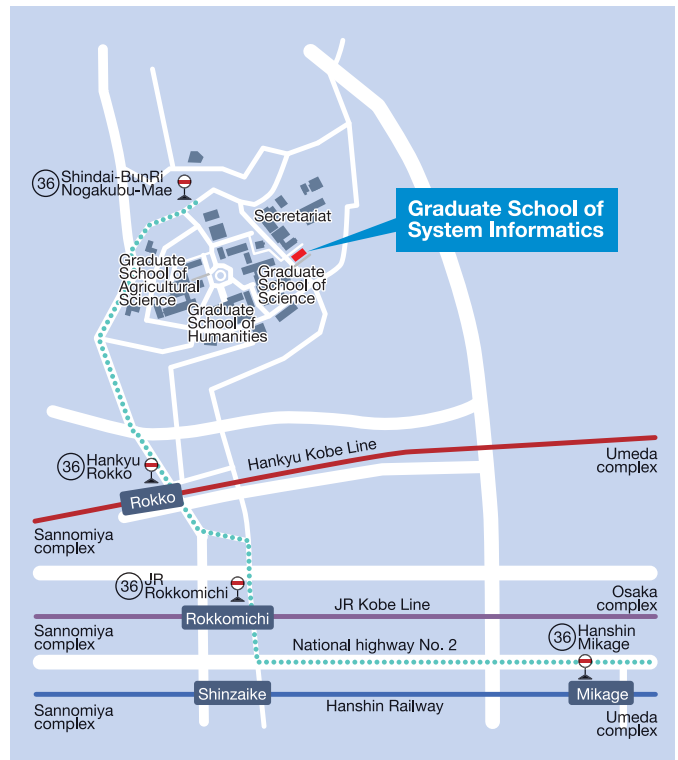 36
Shindai-BunRi
Nogakubu-Mae
Secretariat
Graduate School of
System Informatics
Graduate
School of
Agricultural
Science
Graduate
School of
Science
Graduate
School of
Humanities
Hankyu Kobe Line
Umeda
complex
36
Hankyu
Rokko
Rokko
Sannomiya
complex
36
JR
Rokkomichi
Osaka
complex
JR Kobe Line
Rokkomichi
Sannomiya
complex
36
Hanshin
Mikage
National highway No. 2
Shinzaike
Mikage
Hanshin Railway
Sannomiya
complex
Umeda
complex